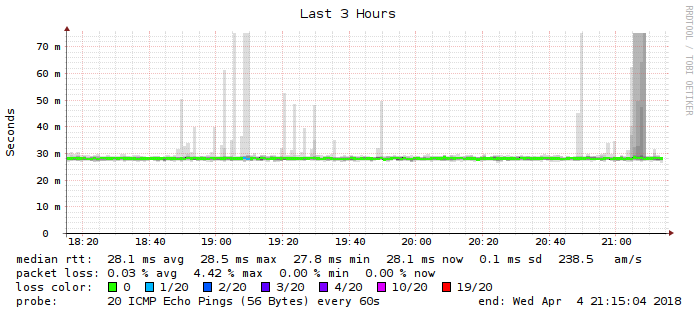 Last 3 Hours
RRDTOOL / TOBI OETIKER
Seconds
70 m
60 m
50 m
40 m
30 m
20 m
10 m
0
18:20 18:40 19:00 19:20 19:40 20:00 20:20 20:40 21:00
median rtt: 28.1 ms avg 28.5 ms max 27.8 ms min 28.1 ms now 0.1 ms sd 238.5 am/s
packet loss: 0.03 % avg 4.42 % max 0.00 % min 0.00 % now
loss color: 0 1/20 2/20 3/20 4/20 10/20 19/20
probe: 20 ICMP Echo Pings (56 Bytes) every 60s end: Wed Apr 4 21:15:04 2018